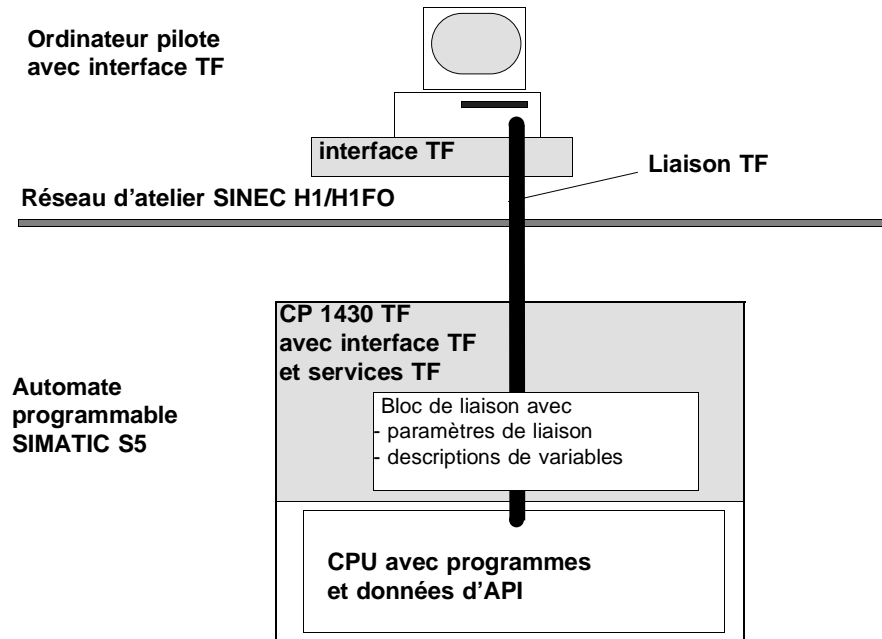 Ordinateur pilote
avec interface TF
interface TF
Liaison TF
Réseau d'atelier SINEC H1/H1FO
CP 1430 TF
avec interface TF
et services TF
Automate
programmable
SIMATIC S5
Bloc de liaison avec
- paramètres de liaison
- descriptions de variables
CPU avec programmes
et données d'API